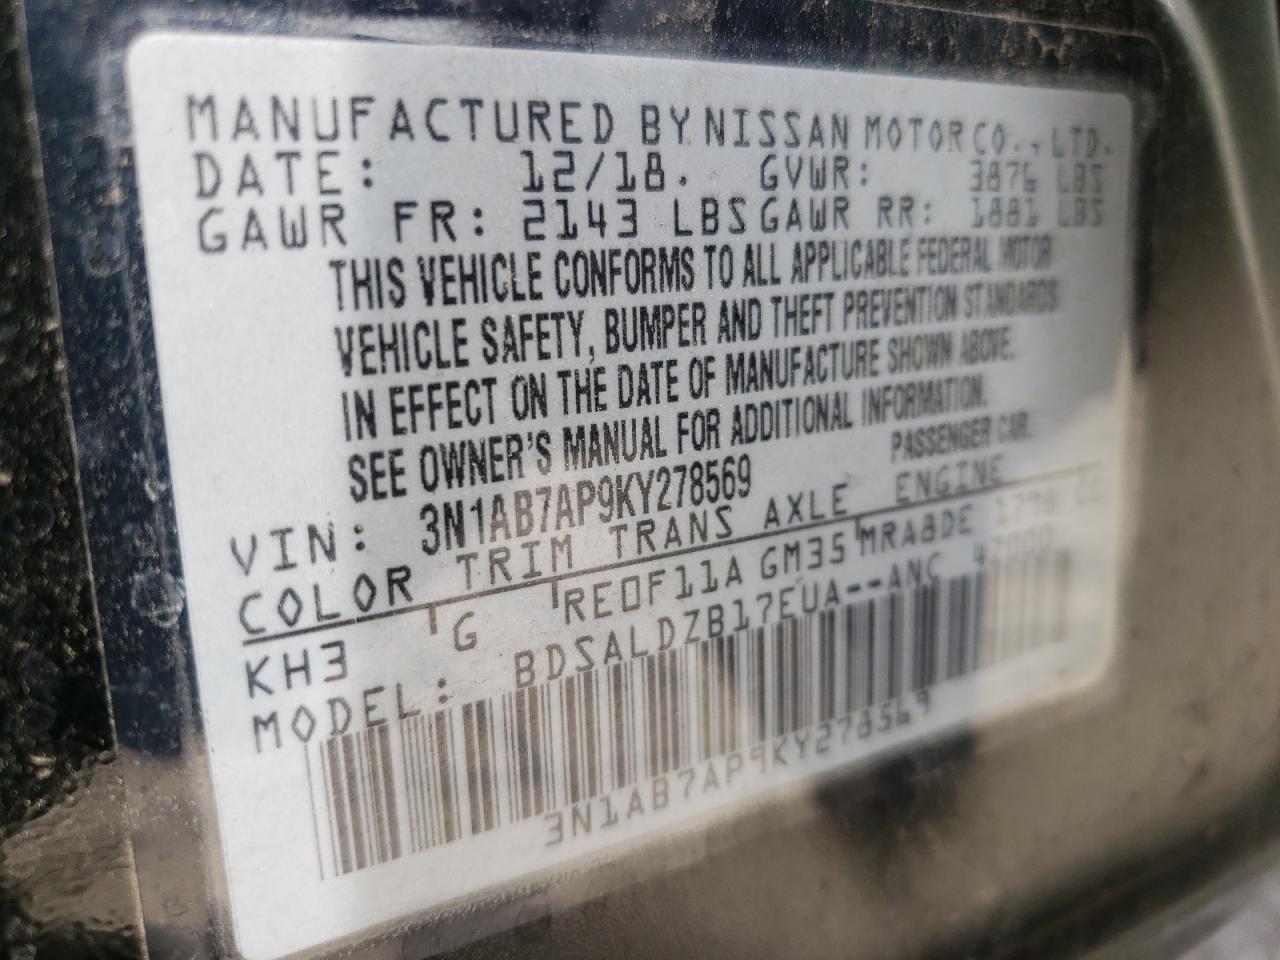 MANUFACTURED BY NISSAN MOTOR CO., LTD.
DATE: 12/18. GVWR: 3876 LBS
GAWR FR: 2143 LBS GAWR RR: 1881 LBS
THIS VEHICLE CONFORMS TO ALL APPLICABLE FEDERAL MOTOR
VEHICLE SAFETY, BUMPER AND THEFT PREVENTION STANDARDS
IN EFFECT ON THE DATE OF MANUFACTURE SHOWN ABOVE.
SEE OWNER'S MANUAL FOR ADDITIONAL INFORMATION.
VIN: 3N1AB7AP9KY278569 PASSENGER CAR.
COLOR TRIM TRANS AXLE ENGINE
KH3 G RE0F11A GM35 MRA8DE 1798 CC
MODEL: BDSALDZB17EUA--ANC
3N1AB7AP9KY278569